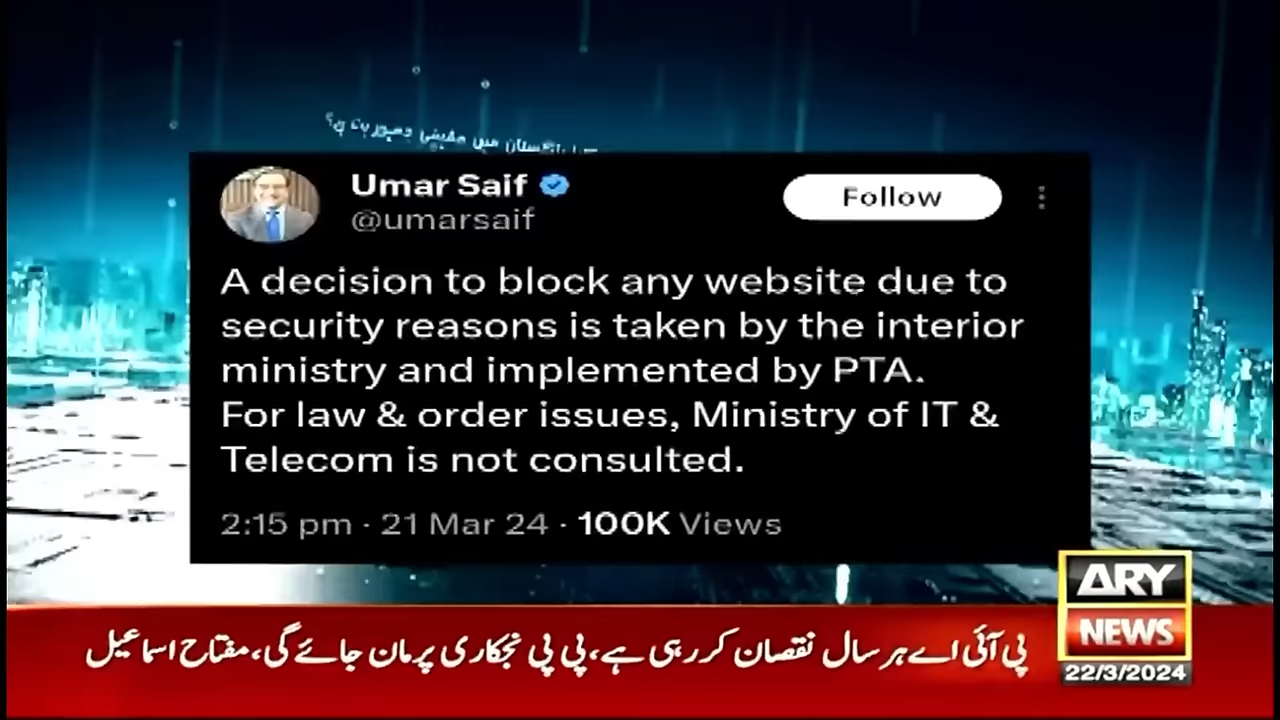 Umar Saif
@umarsaif
Follow
A decision to block any website due to
security reasons is taken by the interior
ministry and implemented by PTA.
For law & order issues, Ministry of IT &
Telecom is not consulted.
2:15 pm · 21 Mar 24 · 100K Views
ARY
NEWS
22/3/2024
پی آئی اے ہر سال نقصان کر رہی ہے، پی پی نجکاری پر مان جائے گی، مفتاح اسماعیل